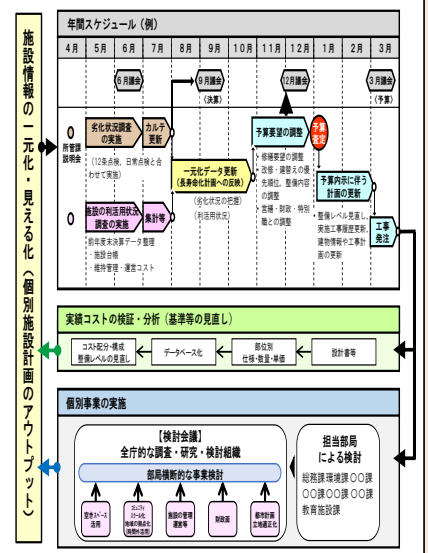 施設情報の一元化・見える化（個別施設計画のアウトプット）
年間スケジュール（例）
4月 5月 6月 7月 8月 9月 10月 11月 12月 1月 2月 3月
6月議会
9月議会
（決算）
12月議会
3月議会
（予算）
所管課
説明会
劣化状況調査
の実施
カルテ
更新
（12条点検、日常点検と合
わせて実施）
一元化データ更新
（長寿命化計画への反映）
（劣化状況の把握）
（利活用状況）
施設の利活用状況
調査の実施
集計等
前年度末決算データ整理
・施設台帳
・維持管理・運営コスト
予算要望の調整
・修繕要望の調整
・改修・建替えの優
先順位，整備内容
の調整
・営繕・財政・特別
職との調整
予算
査定
予算内示に伴う
計画の更新
・整備レベル見直し，
実施工事履歴更新，
建物情報や工事計
画の更新
工事
発注
実績コストの検証・分析（基準等の見直し）
コスト配分・構成
整備レベルの見直し
データベース化
部位別
仕様・数量・単価
設計書等
個別事業の実施
【検討会議】
全庁的な調査・研究・検討組織
部局横断的な事業検討
空きスペース
活用
コミュニティ
スクール化
地域の拠点化
（時間外活用）
施設の管理
運営等
財政面
都市計画
立地適正化
担当部局
による検討
総務課環境課〇〇課
〇〇課〇〇課 〇〇課
教育施設課